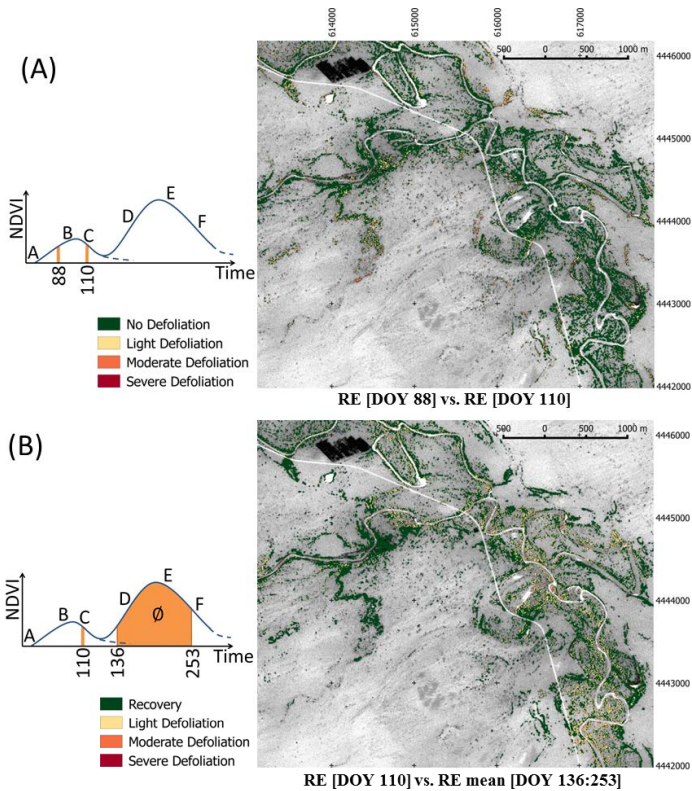 (A)
614000 615000 616000 617000
500 0 500 1000 m
4446000
4445000
4444000
4443000
4442000
NDVI
A B C D E F
88 110
Time
No Defoliation
Light Defoliation
Moderate Defoliation
Severe Defoliation
RE [DOY 88] vs. RE [DOY 110]
(B)
500 0 500 1000 m
4446000
4445000
4444000
4443000
4442000
NDVI
A B C D E F
Ø
110 136 253
Time
Recovery
Light Defoliation
Moderate Defoliation
Severe Defoliation
RE [DOY 110] vs. RE mean [DOY 136:253]